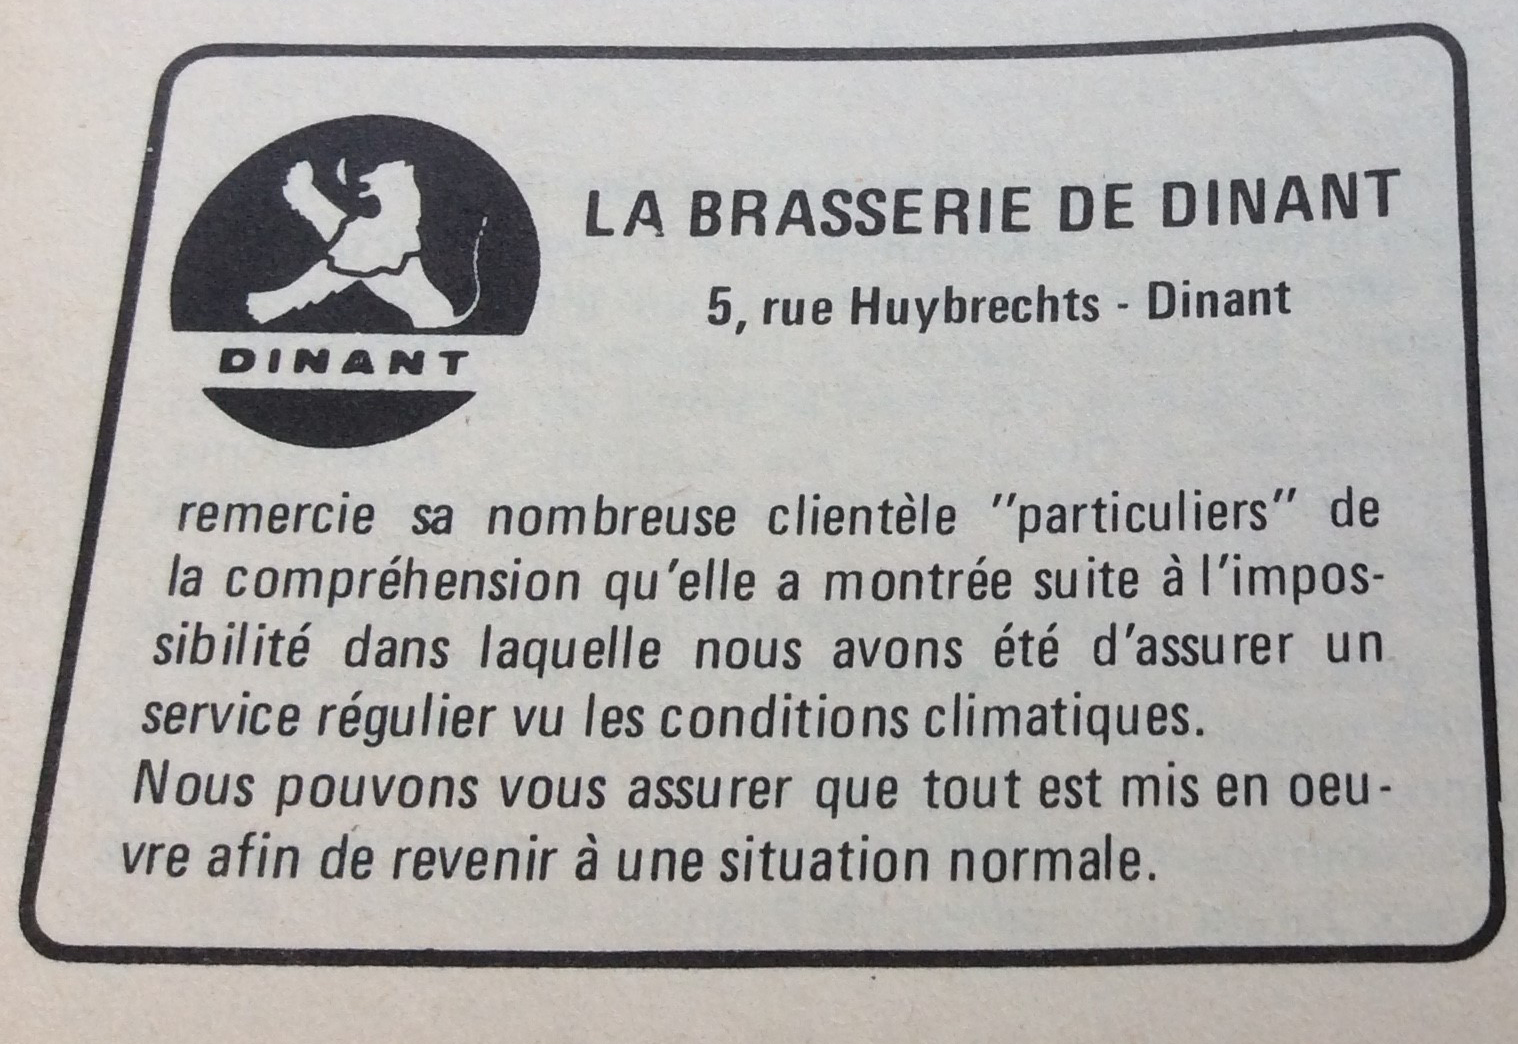 LA BRASSERIE DE DINANT
5, rue Huybrechts - Dinant
DINANT
remercie sa nombreuse clientèle "particuliers" de
la compréhension qu'elle a montrée suite à l'impos-
sibilité dans laquelle nous avons été d'assurer un
service régulier vu les conditions climatiques.
Nous pouvons vous assurer que tout est mis en oeu-
vre afin de revenir à une situation normale.